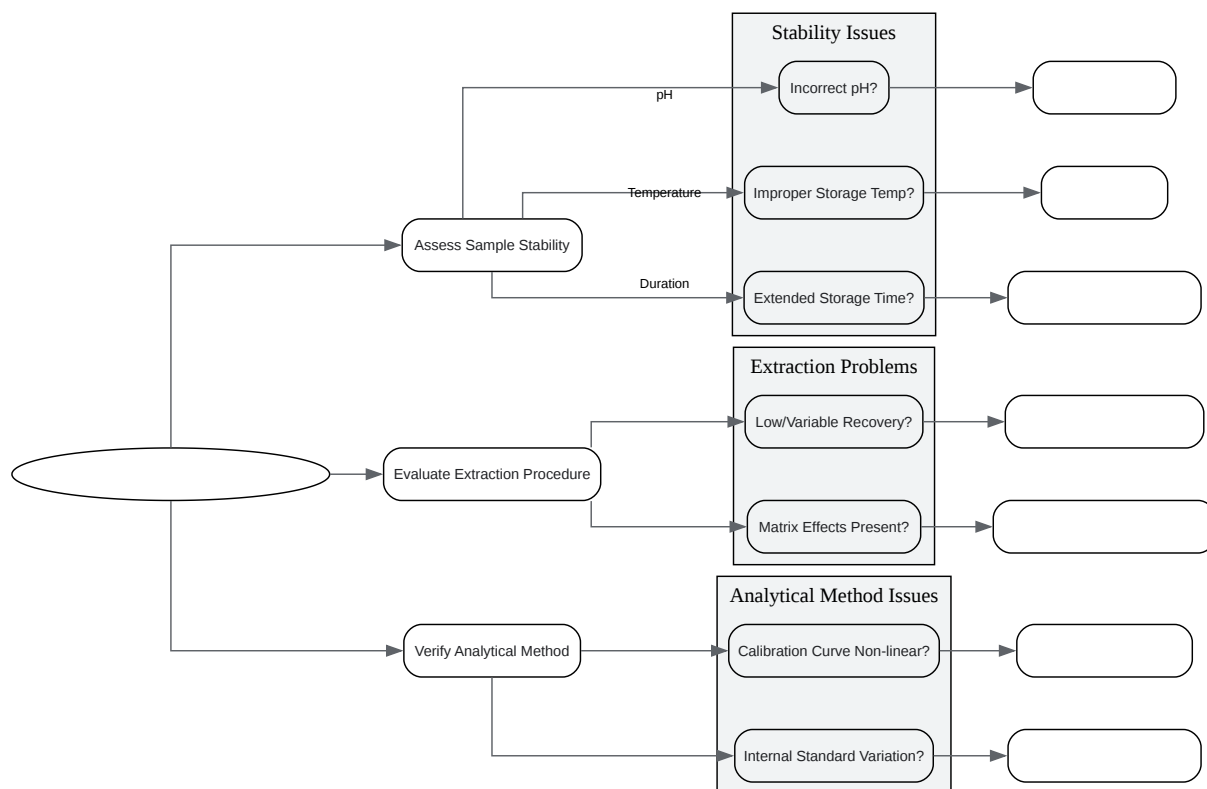 Stability Issues
Incorrect pH?
pH
Improper Storage Temp?
Temperature
Assess Sample Stability
Duration
Extended Storage Time?
Extraction Problems
Low/Variable Recovery?
Evaluate Extraction Procedure
Matrix Effects Present?
Analytical Method Issues
Verify Analytical Method
Calibration Curve Non-linear?
Internal Standard Variation?